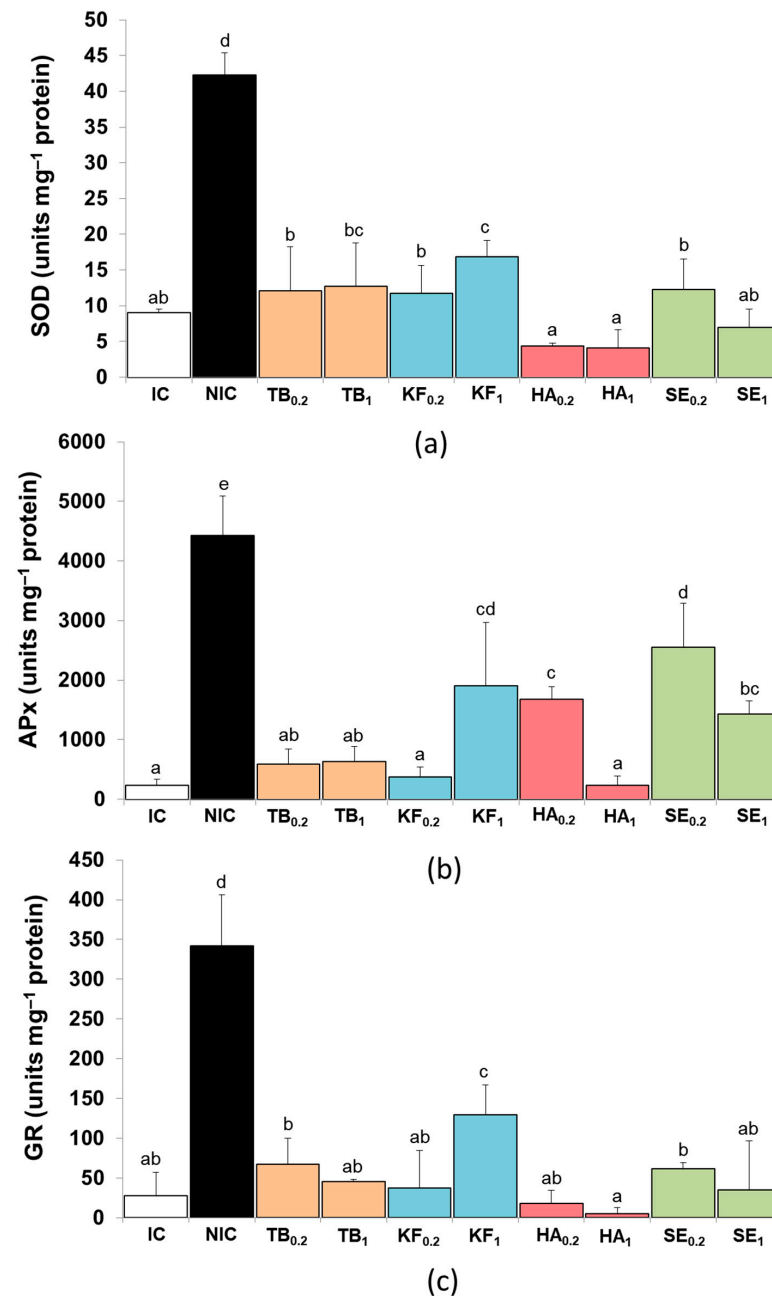 50
45
40
35
30
25
20
15
10
5
0
SOD (units mg⁻¹ protein)
ab d b bc b c a a b ab
IC NIC TB₀.₂ TB₁ KF₀.₂ KF₁ HA₀.₂ HA₁ SE₀.₂ SE₁
(a)
6000
5000
4000
3000
2000
1000
0
APx (units mg⁻¹ protein)
a e ab ab a cd c a d bc
IC NIC TB₀.₂ TB₁ KF₀.₂ KF₁ HA₀.₂ HA₁ SE₀.₂ SE₁
(b)
450
400
350
300
250
200
150
100
50
0
GR (units mg⁻¹ protein)
ab d b ab ab c ab a b ab
IC NIC TB₀.₂ TB₁ KF₀.₂ KF₁ HA₀.₂ HA₁ SE₀.₂ SE₁
(c)